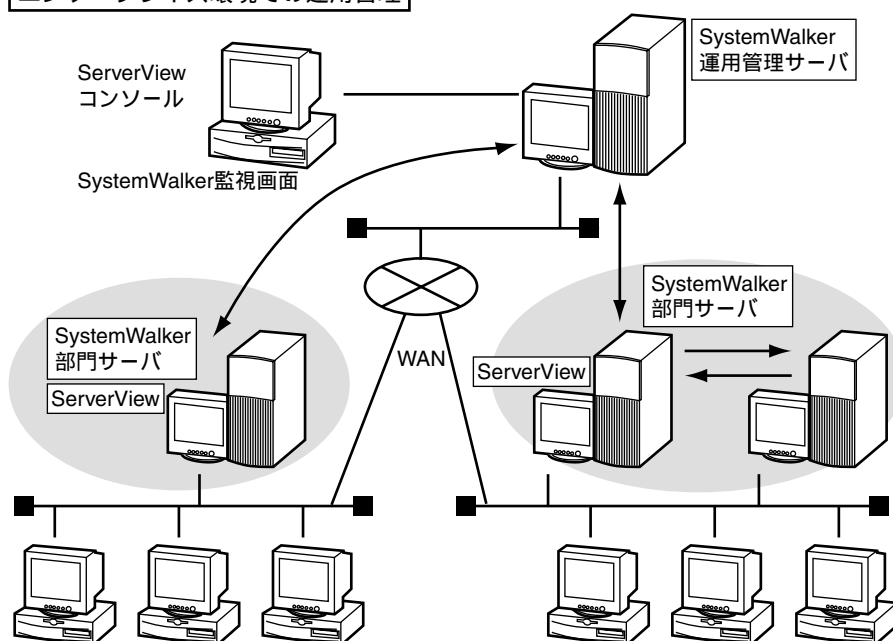 エンタープライズ環境での運用管理
ServerView
コンソール
SystemWalker
運用管理サーバ
SystemWalker監視画面
SystemWalker
部門サーバ
SystemWalker
部門サーバ
ServerView
WAN
ServerView